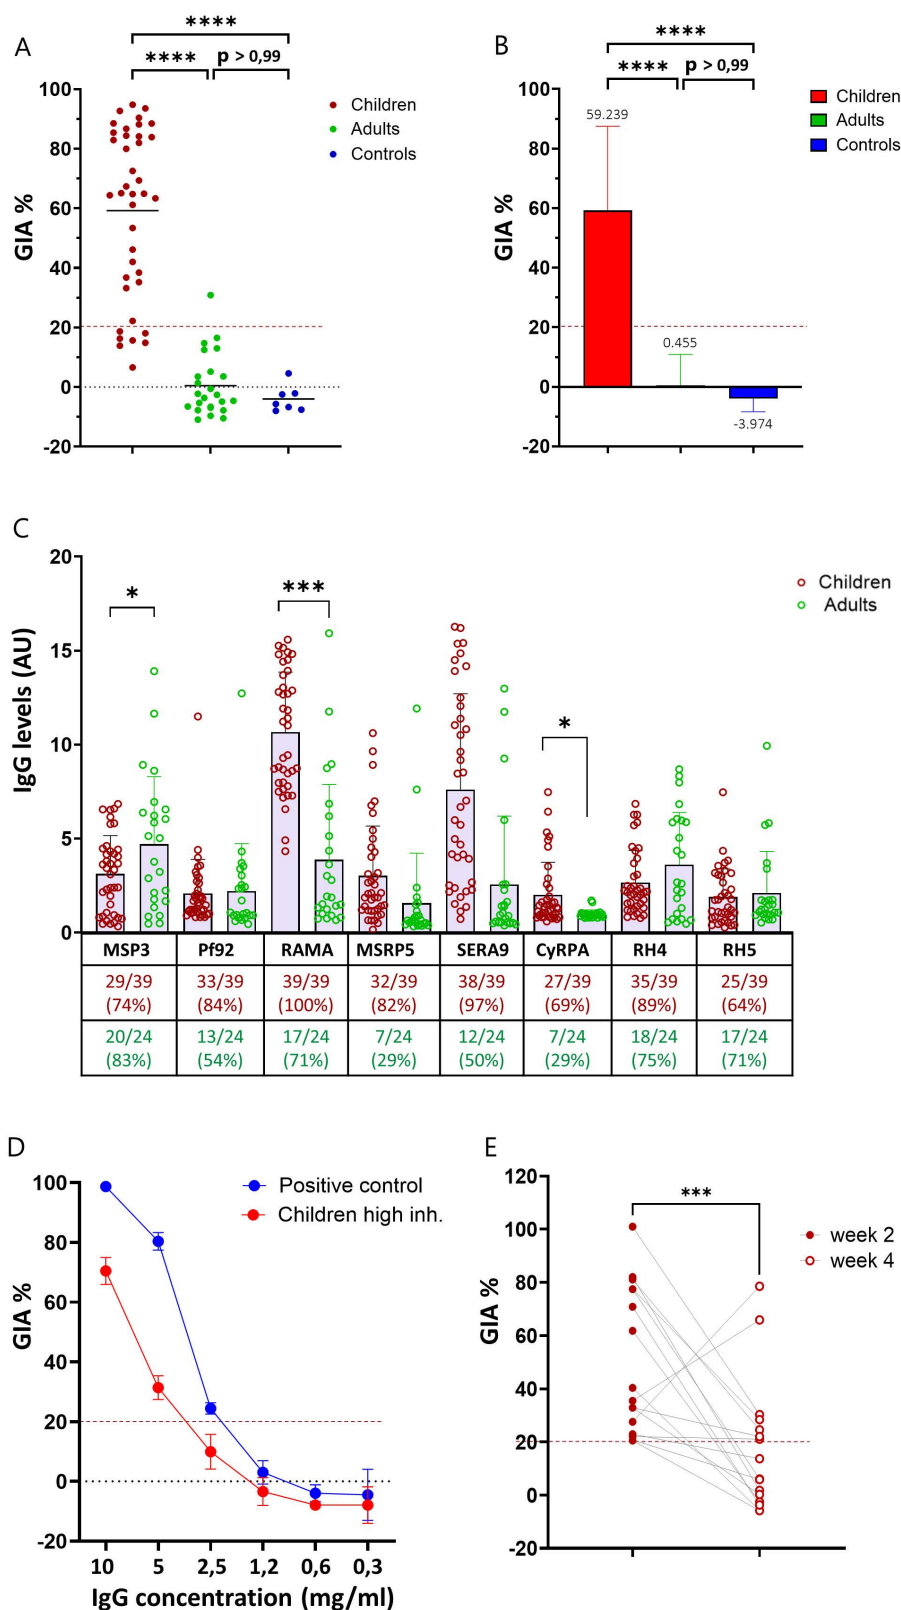 A
****
****
p > 0,99
Children
Adults
Controls
GIA %
100
80
60
40
20
0
-20
B
****
****
p > 0,99
Children
Adults
Controls
GIA %
100
80
60
40
20
0
-20
59.239
0.455
-3.974
C
IgG levels (AU)
20
15
10
5
0
*
***
*
Children
Adults
MSP3 Pf92 RAMA MSRP5 SERA9 CyRPA RH4 RH5
29/39 33/39 39/39 32/39 38/39 27/39 35/39 25/39
(74%) (84%) (100%) (82%) (97%) (69%) (89%) (64%)
20/24 13/24 17/24 7/24 12/24 7/24 18/24 17/24
(83%) (54%) (71%) (29%) (50%) (29%) (75%) (71%)
D
Positive control
Children high inh.
GIA %
100
80
60
40
20
0
-20
10 5 2,5 1,2 0,6 0,3
IgG concentration (mg/ml)
E
***
week 2
week 4
GIA %
120
100
80
60
40
20
0
-20